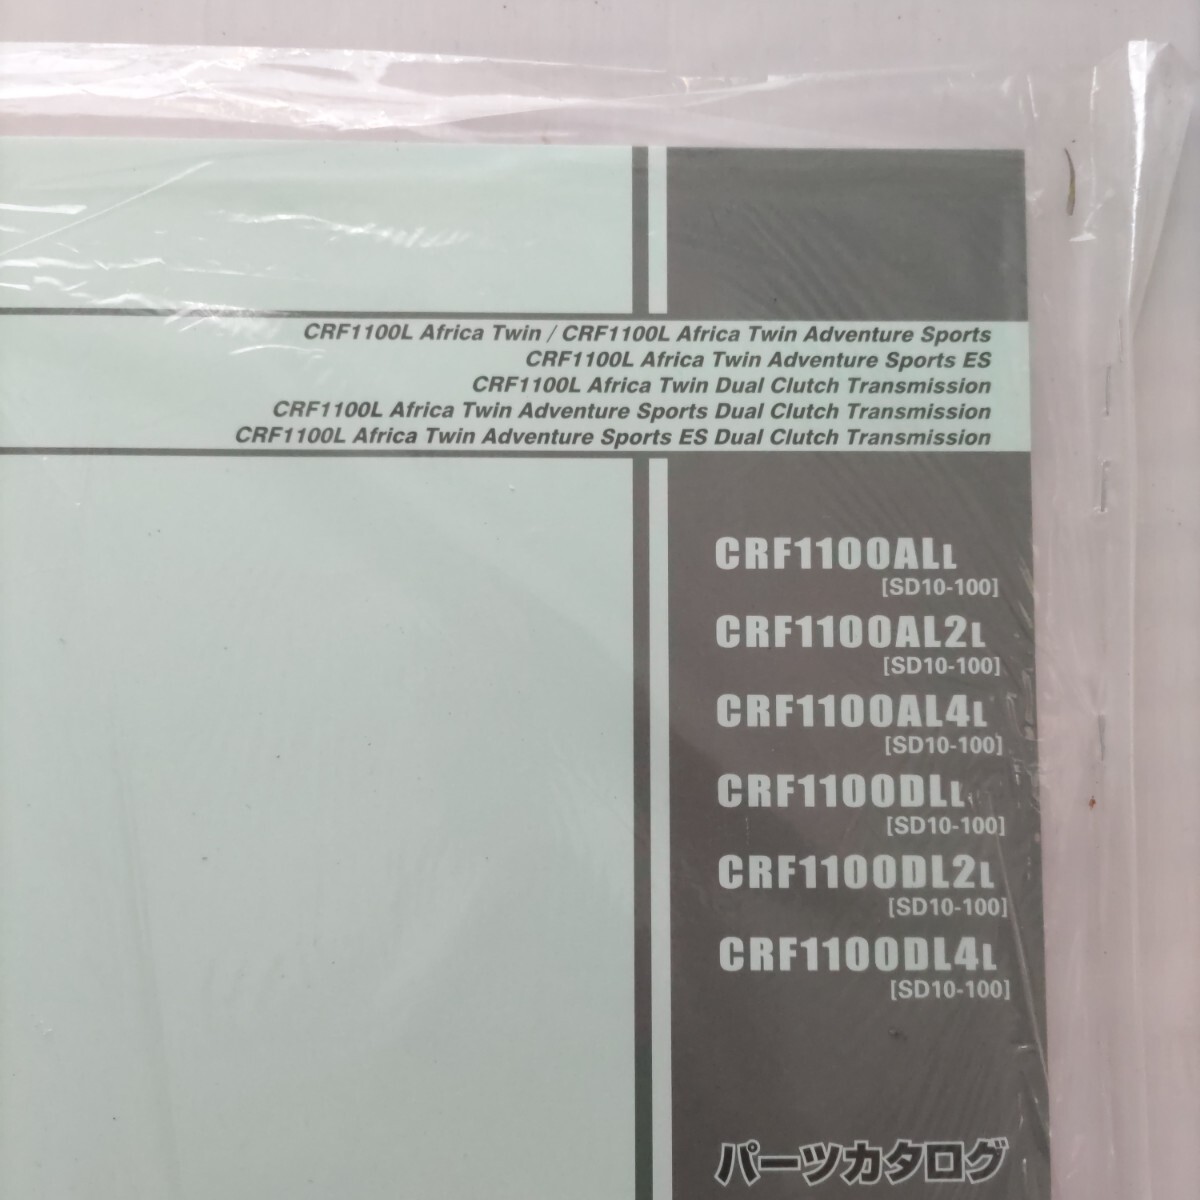 CRF1100L Africa Twin / CRF1100L Africa Twin Adventure Sports
CRF1100L Africa Twin Adventure Sports ES
CRF1100L Africa Twin Dual Clutch Transmission
CRF1100L Africa Twin Adventure Sports Dual Clutch Transmission
CRF1100L Africa Twin Adventure Sports ES Dual Clutch Transmission
CRF1100ALL
[SD10-100]
CRF1100AL2L
[SD10-100]
CRF1100AL4L
[SD10-100]
CRF1100DLL
[SD10-100]
CRF1100DL2L
[SD10-100]
CRF1100DL4L
[SD10-100]
パーツカタログ